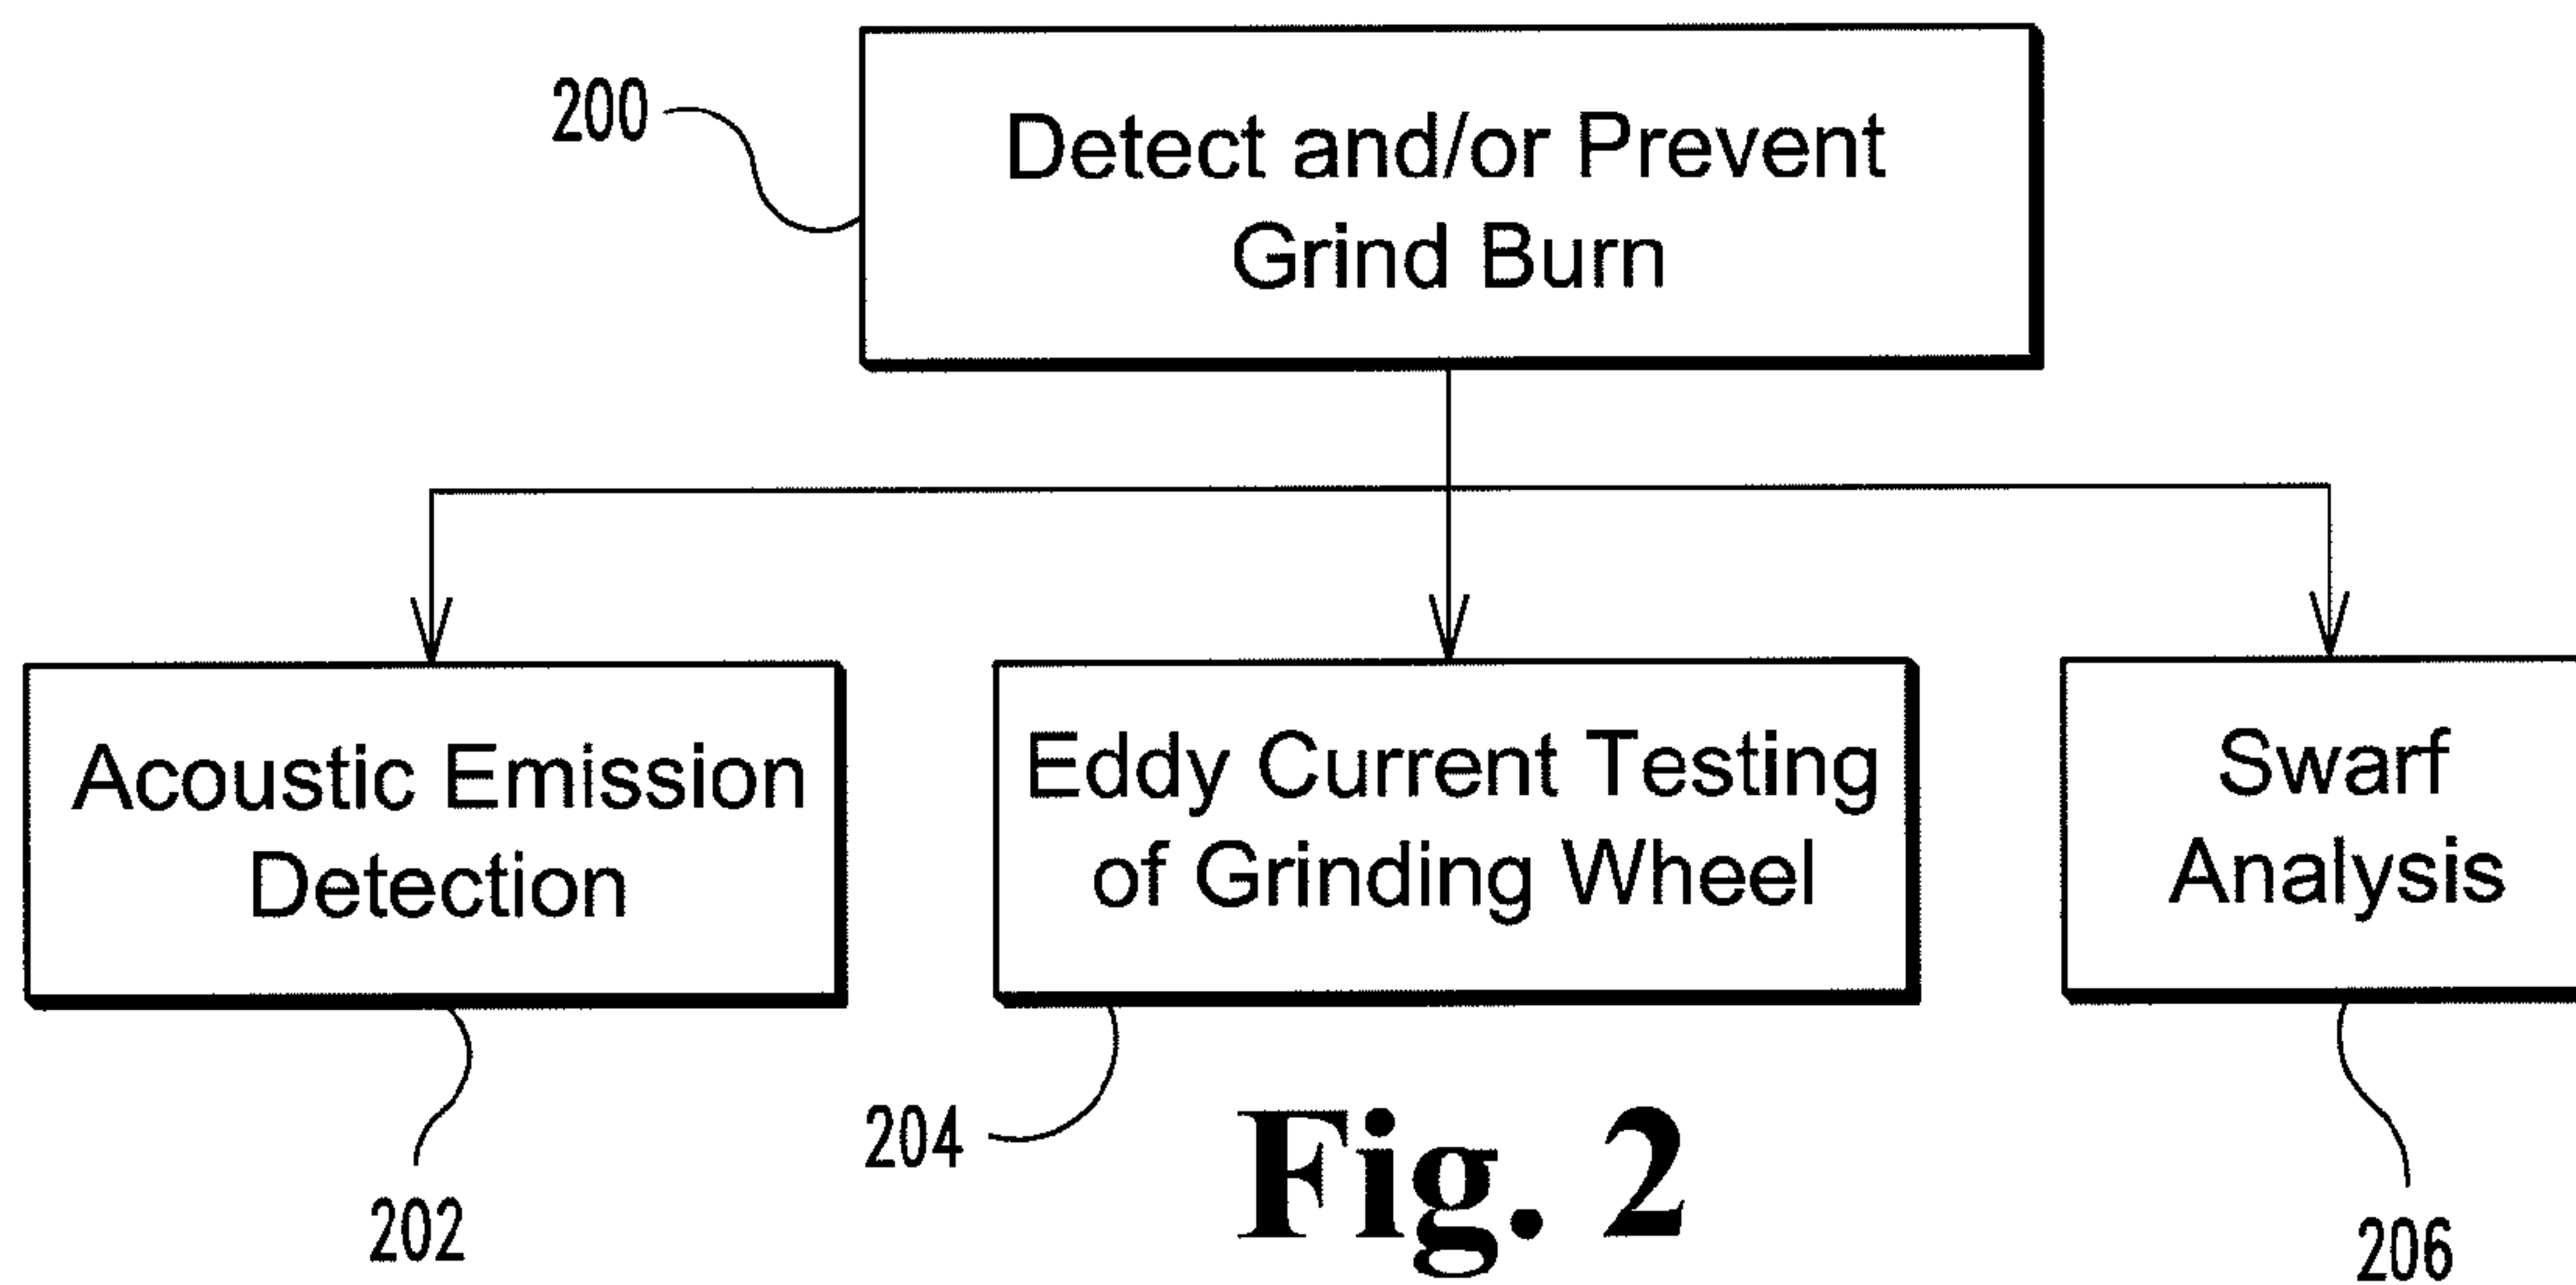 200
Detect and/or Prevent
Grind Burn
Acoustic Emission
Detection
Eddy Current Testing
of Grinding Wheel
Swarf
Analysis
202
204
206
Fig. 2